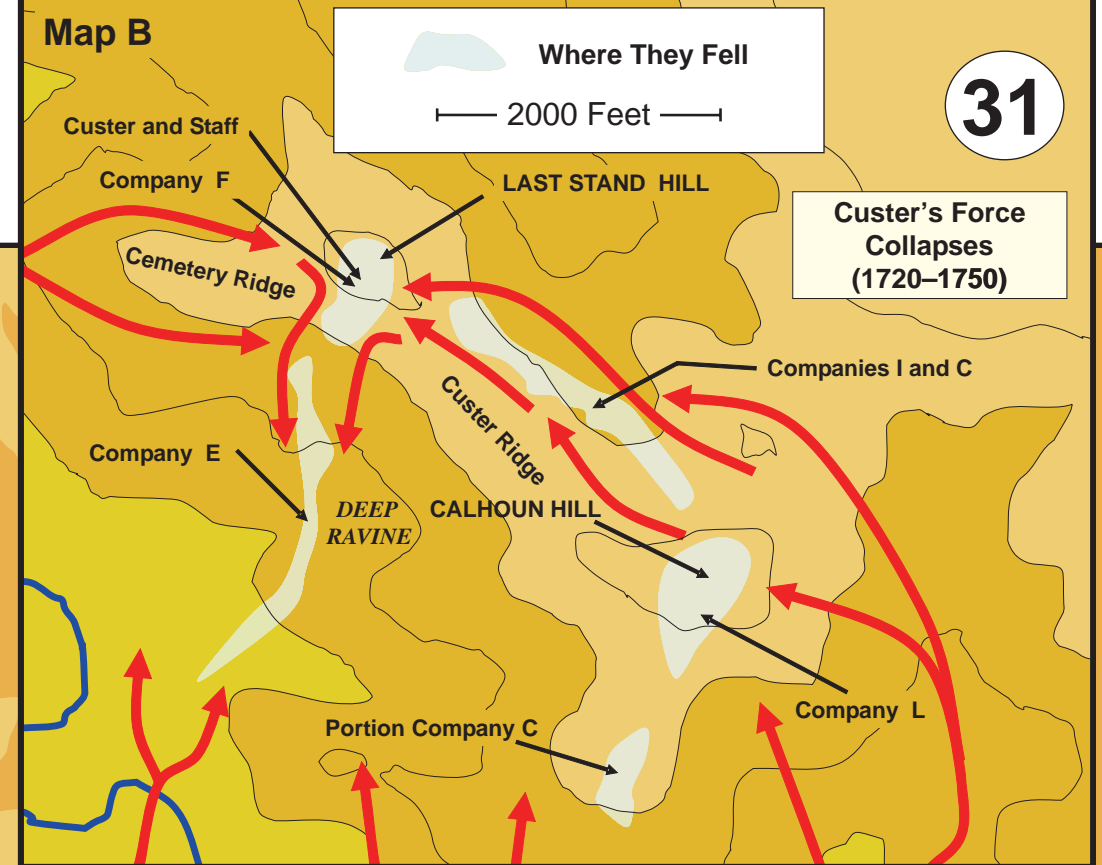 Map B
Where They Fell
2000 Feet
31
Custer and Staff
Company F
LAST STAND HILL
Custer's Force
Collapses
(1720–1750)
Cemetery Ridge
Companies I and C
Custer Ridge
Company E
DEEP
RAVINE
CALHOUN HILL
Company L
Portion Company C